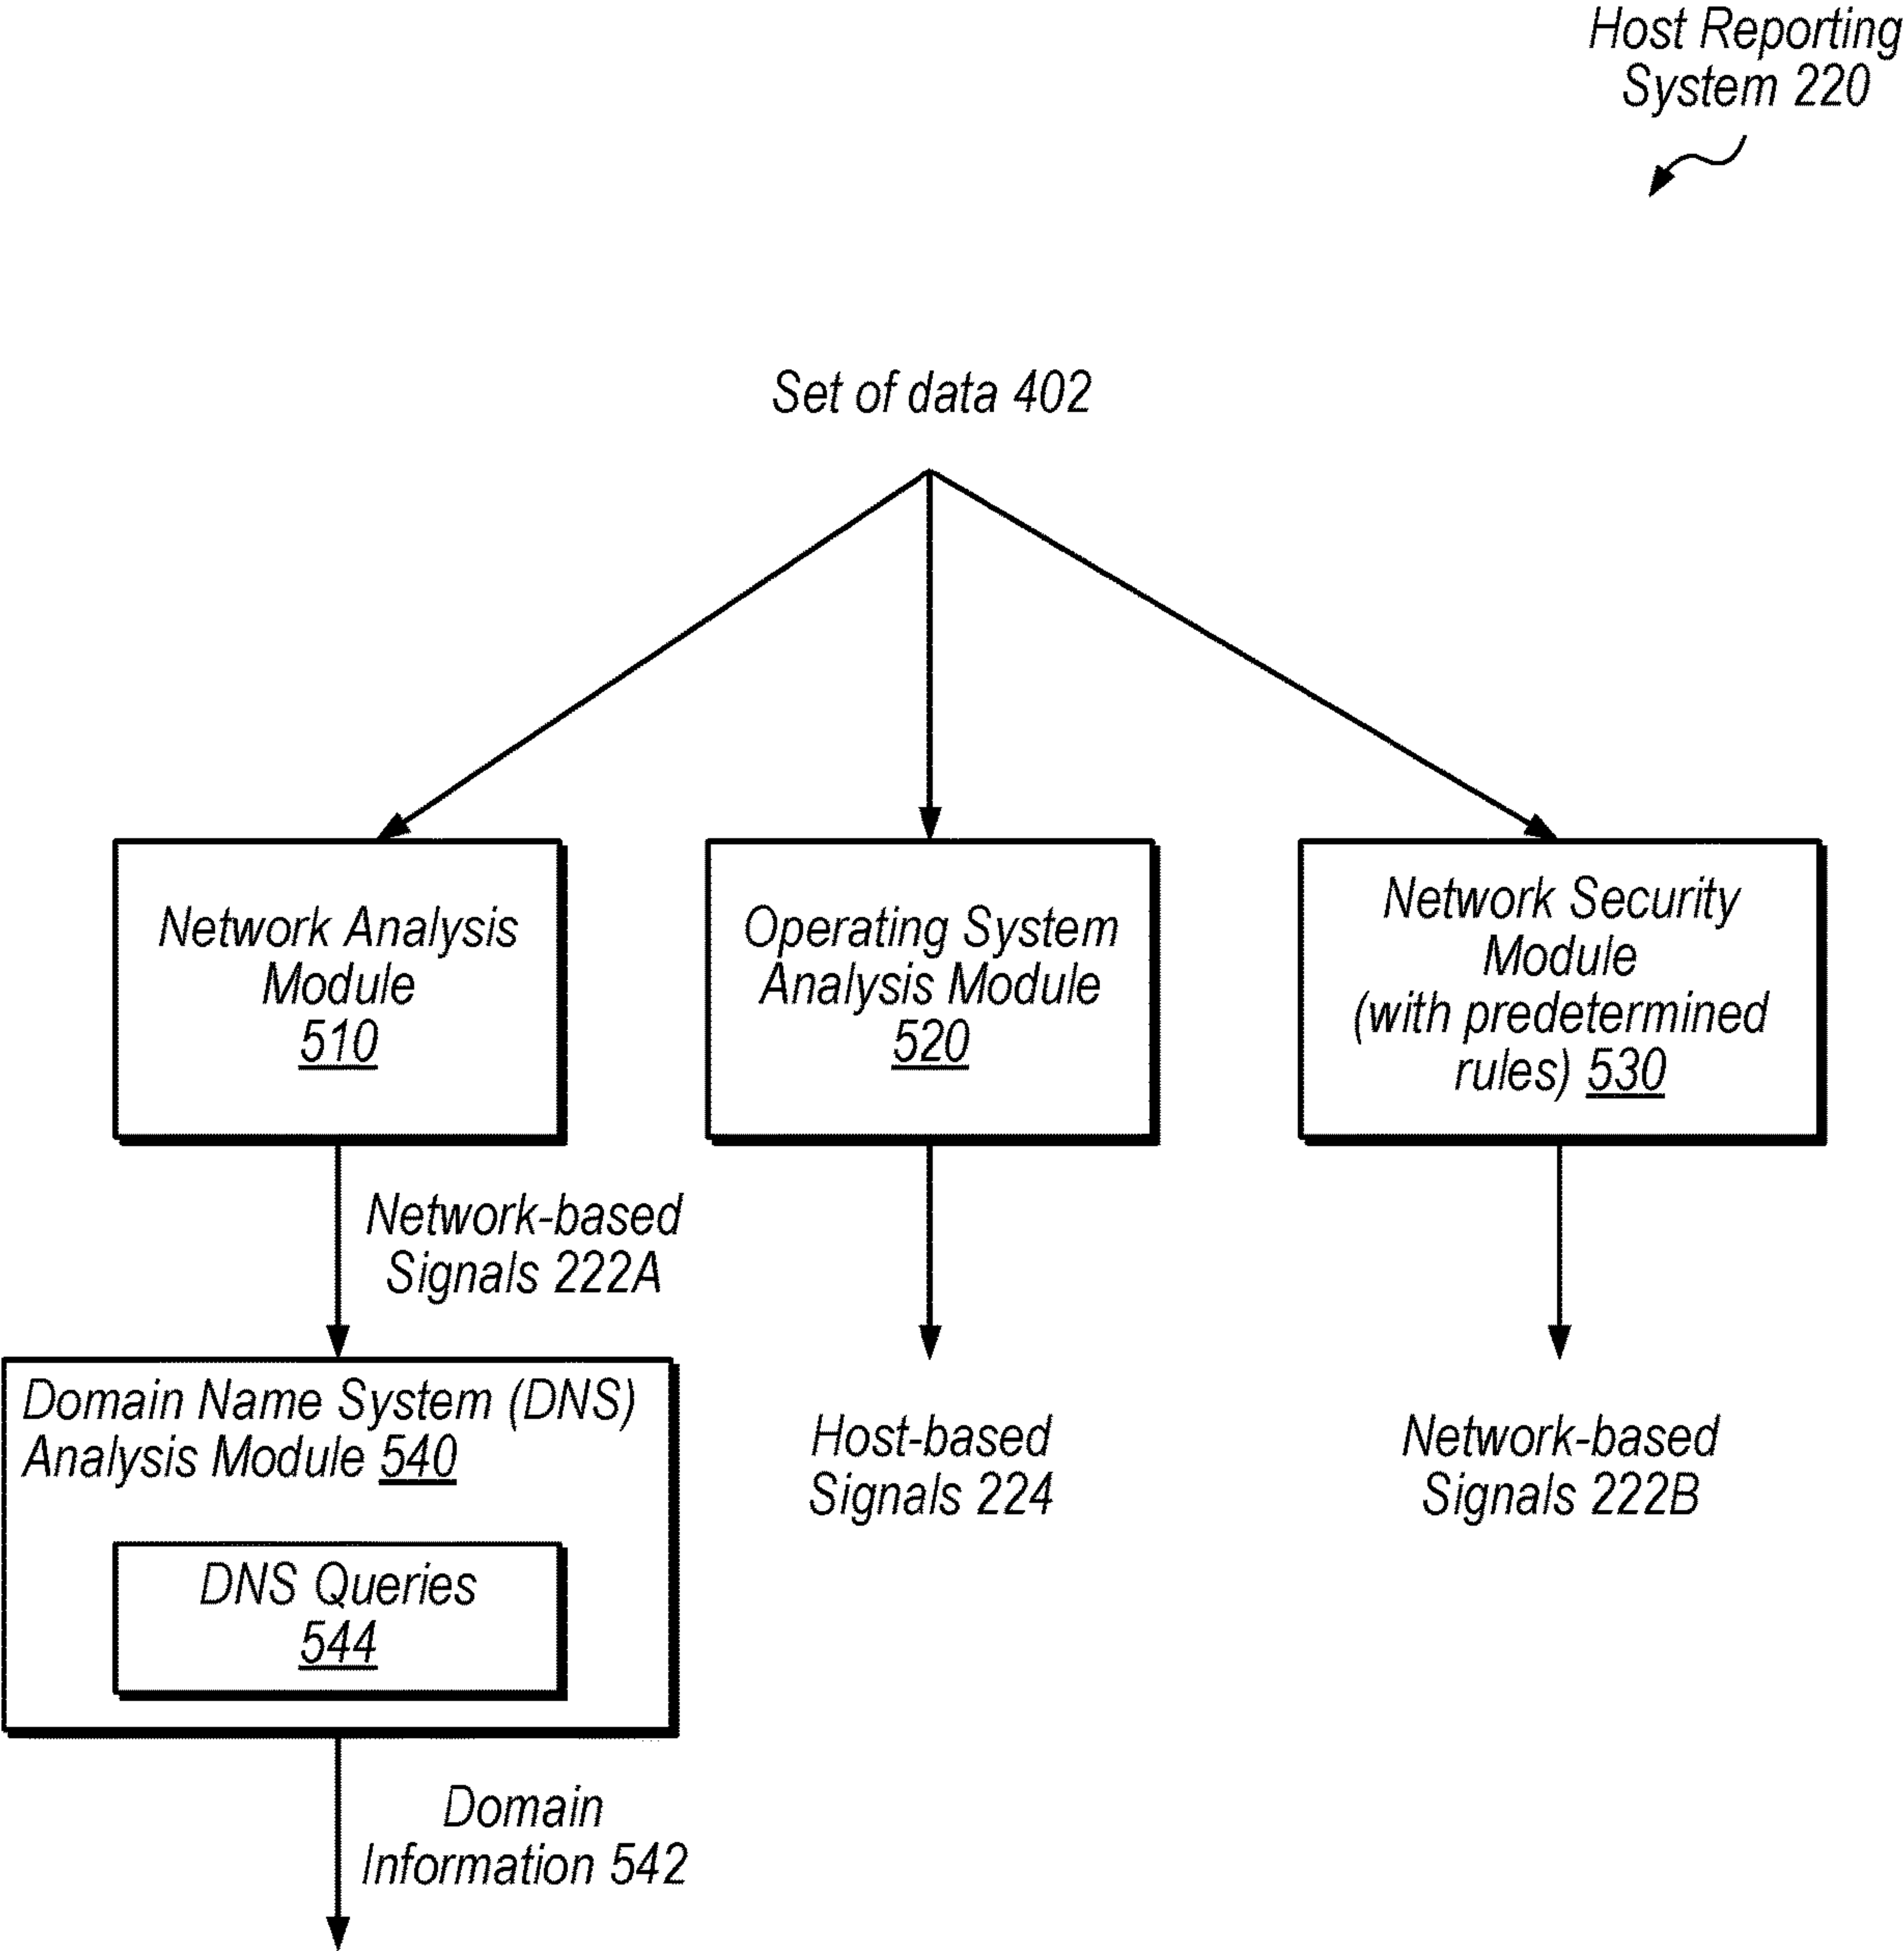 Host Reporting
System 220
Set of data 402
Network Analysis
Module
510
Operating System
Analysis Module
520
Network Security
Module
(with predetermined
rules) 530
Network-based
Signals 222A
Domain Name System (DNS)
Analysis Module 540
DNS Queries
544
Host-based
Signals 224
Network-based
Signals 222B
Domain
Information 542